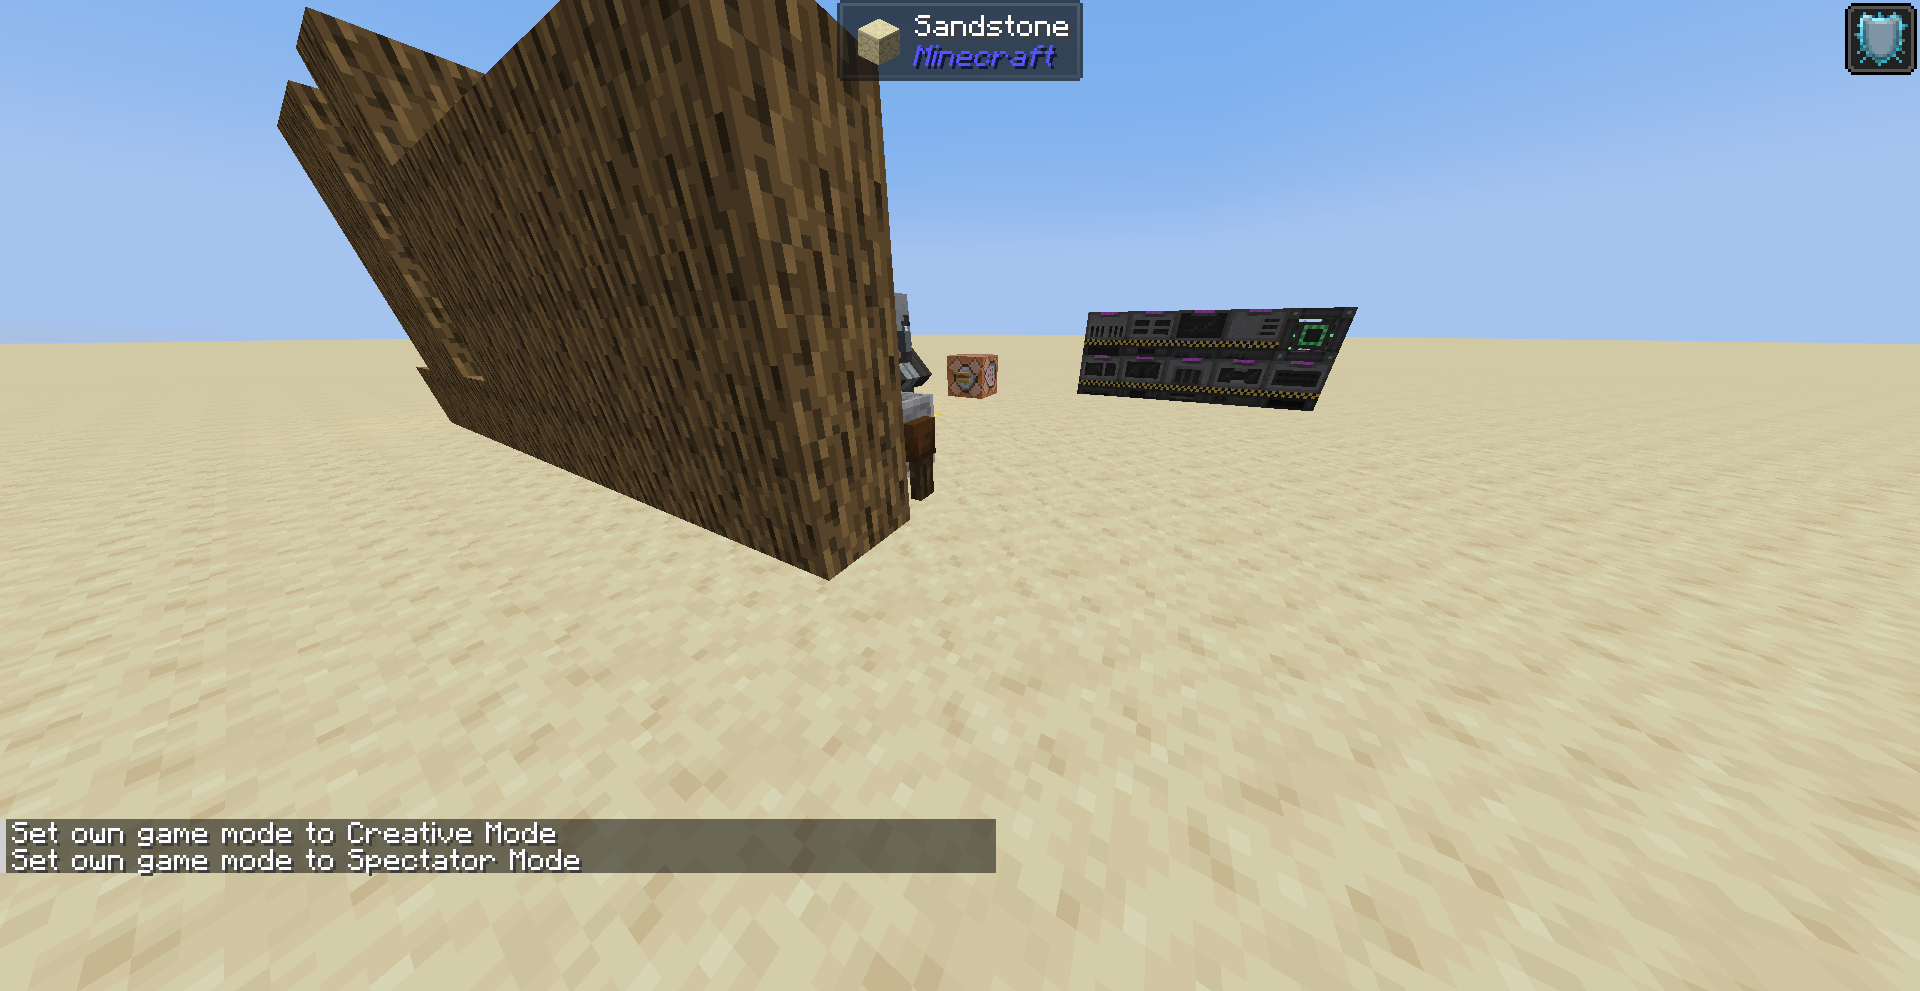 Sandstone
Minecraft
Set own game mode to Creative Mode
Set own game mode to Spectator Mode